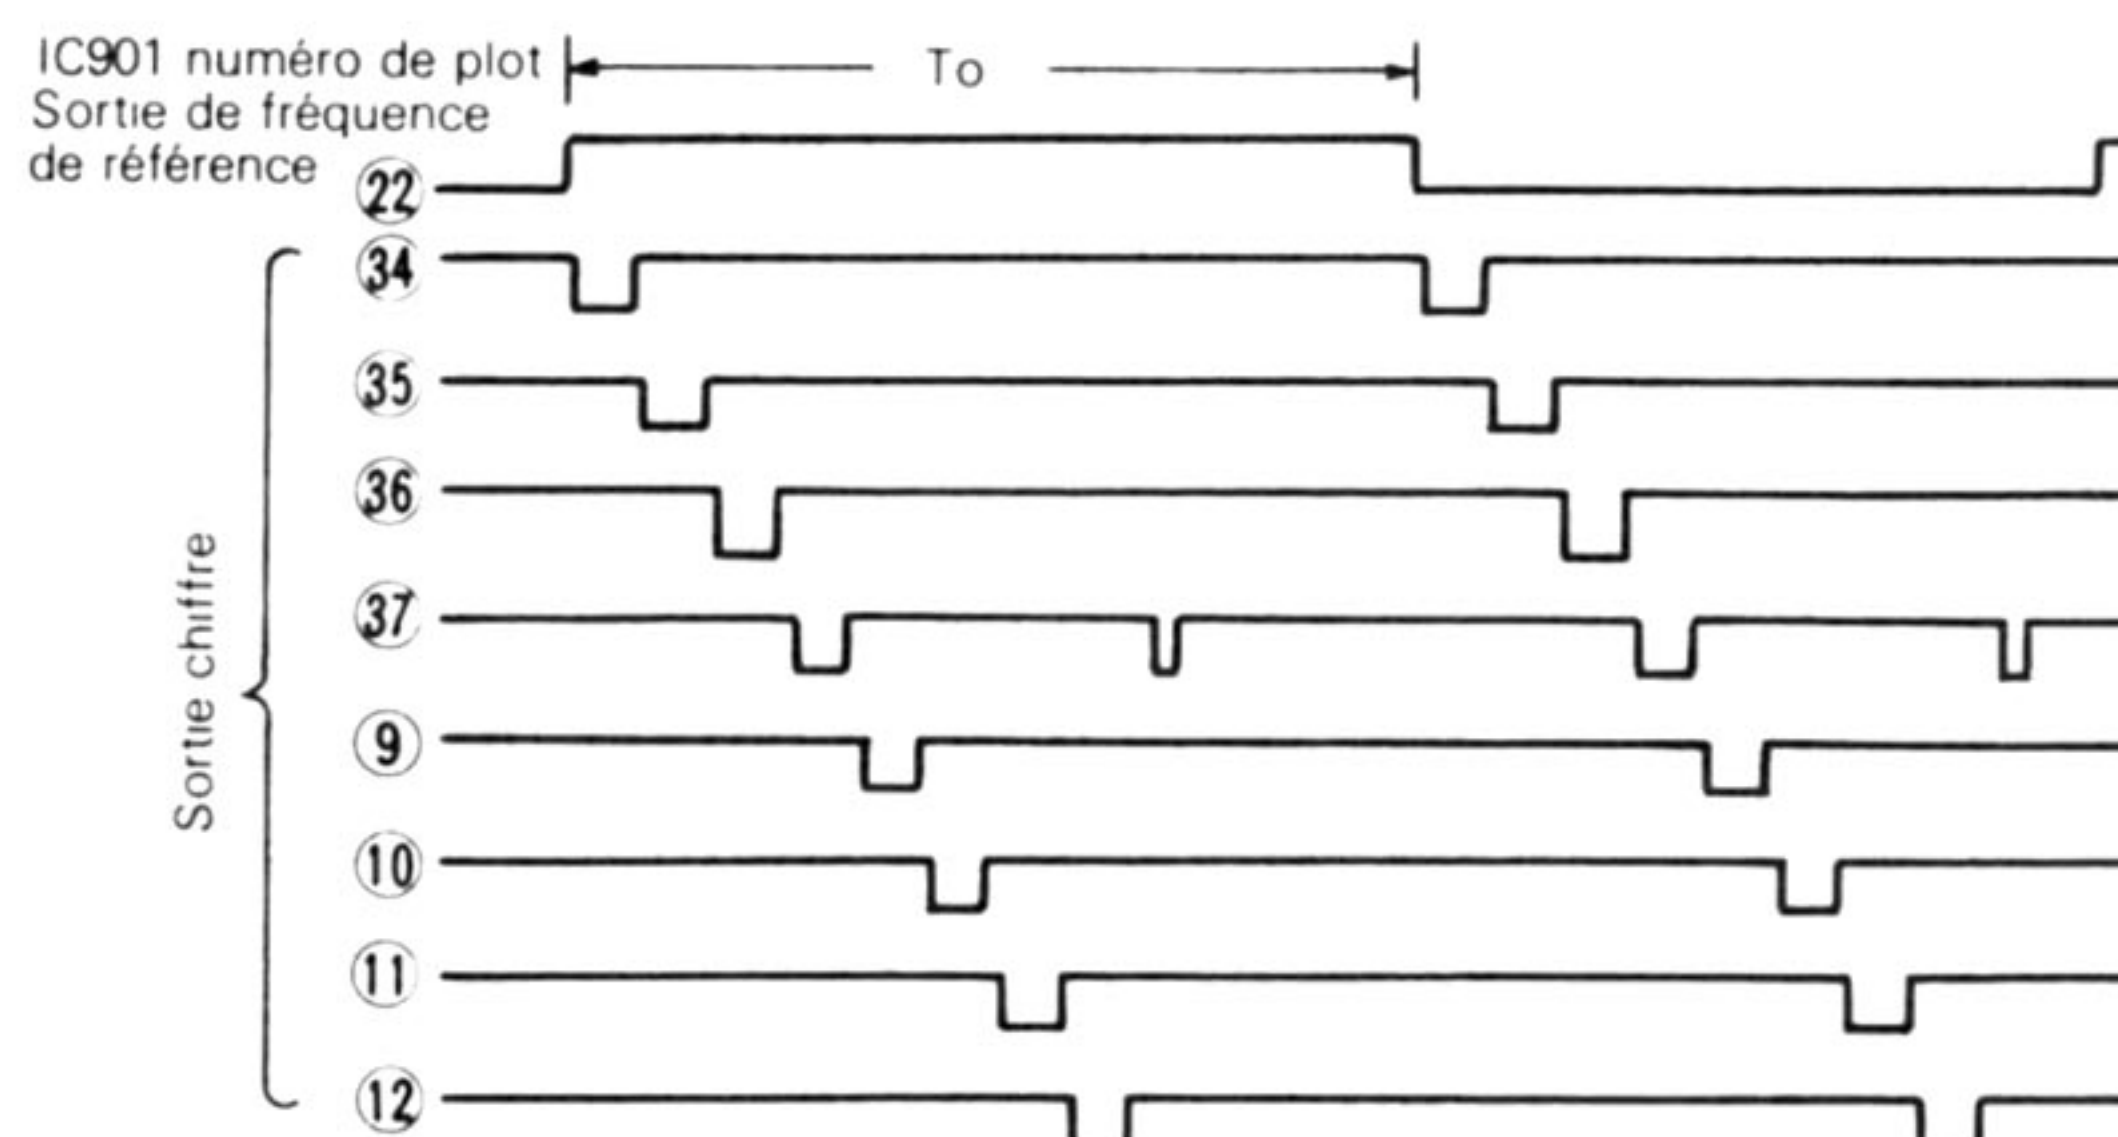 IC901 numéro de plot
To
Sortie de fréquence
de référence
22
34
35
36
37
9
10
11
12
Sortie chiffre